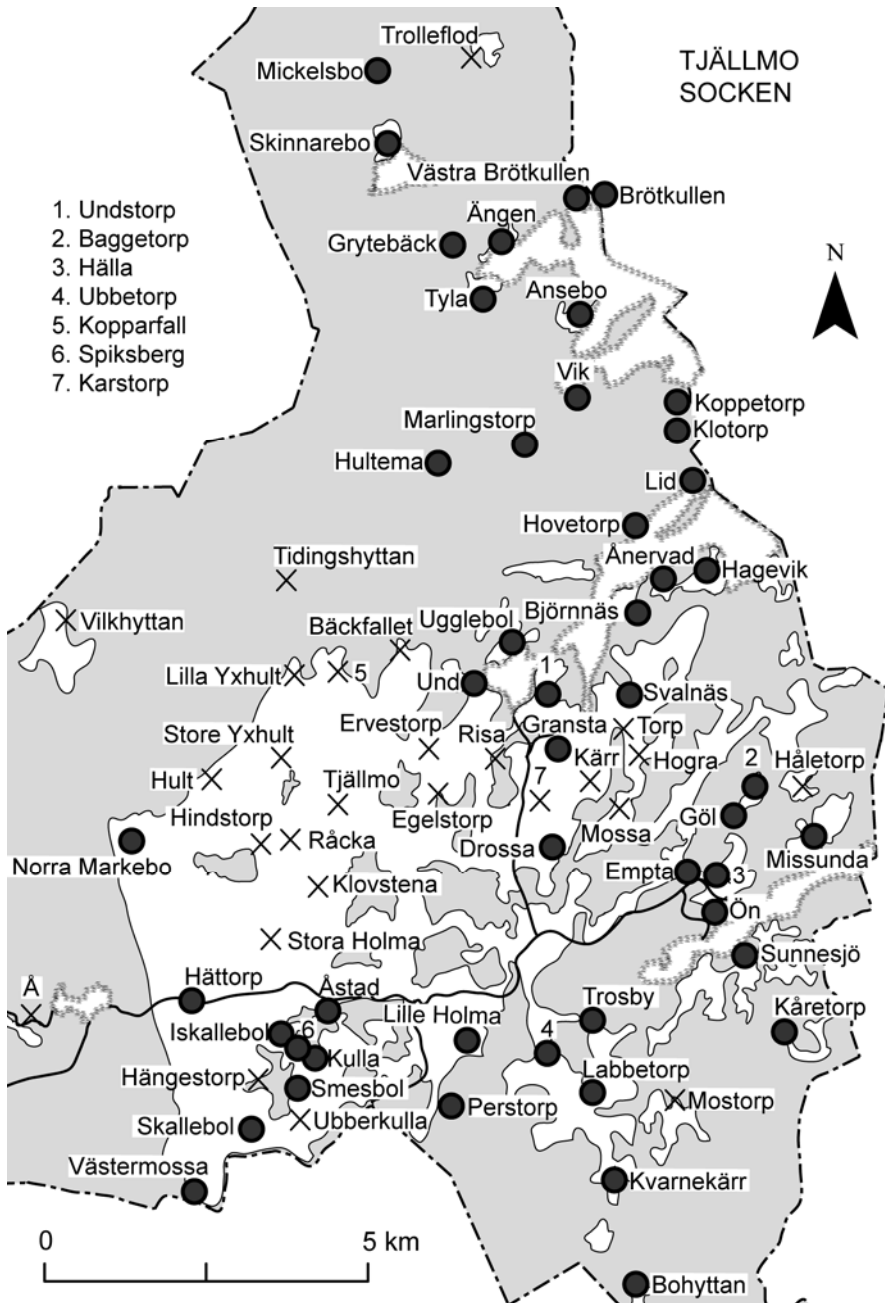 Trolleflod
TJÄLLMO
SOCKEN
Mickelsbo
Skinnarebo
Västra Brötkullen
Brötkullen
1. Undstorp
2. Baggetorp
3. Hälla
4. Ubbetorp
5. Kopparfall
6. Spiksberg
7. Karstorp
Ängen
Grytebäck
N
Tyla
Ansebo
Vik
Koppetorp
Marlingstorp
Klotorp
Hultema
Lid
Hovetorp
Tidingshyttan
Ånervad
Hagevik
Vilkhyttan
Bäckfallet
Ugglebol
Björnnäs
Lilla Yxhult
5
Und
1
Svalnäs
Store Yxhult
Ervestorp
Risa
Gransta
Torp
Kärr
Hogra
2
Håletorp
Hult
Tjällmo
7
Hindstorp
Egelstorp
Mossa
Göl
Råcka
Norra Markebo
Drossa
Missunda
Klovstena
Empta
3
Ön
Stora Holma
Sunnesjö
Å
Hättorp
Åstad
Lille Holma
Trosby
Kåretorp
Iskallebol
6
4
Kulla
Hängestorp
Smesbol
Labbetorp
Ubberkulla
Perstorp
Mostorp
Skallebol
Västermossa
Kvarnekärr
0
5 km
Bohyttan